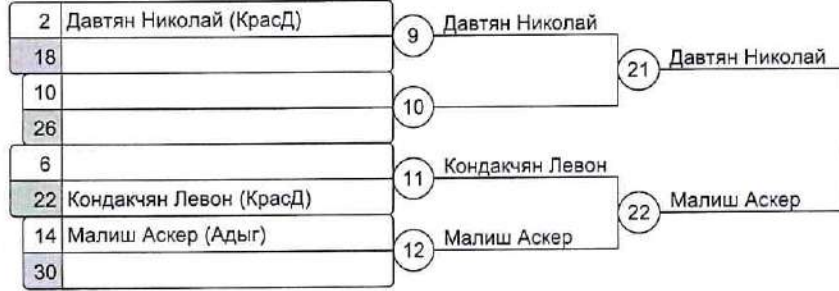 2 Давтян Николай (КрасД)
18
9 Давтян Николай
10
26
10
21 Давтян Николай
6
22 Кондакчян Левон (КрасД)
11 Кондакчян Левон
14 Малиш Аскер (Адыг)
30
12 Малиш Аскер
22 Малиш Аскер